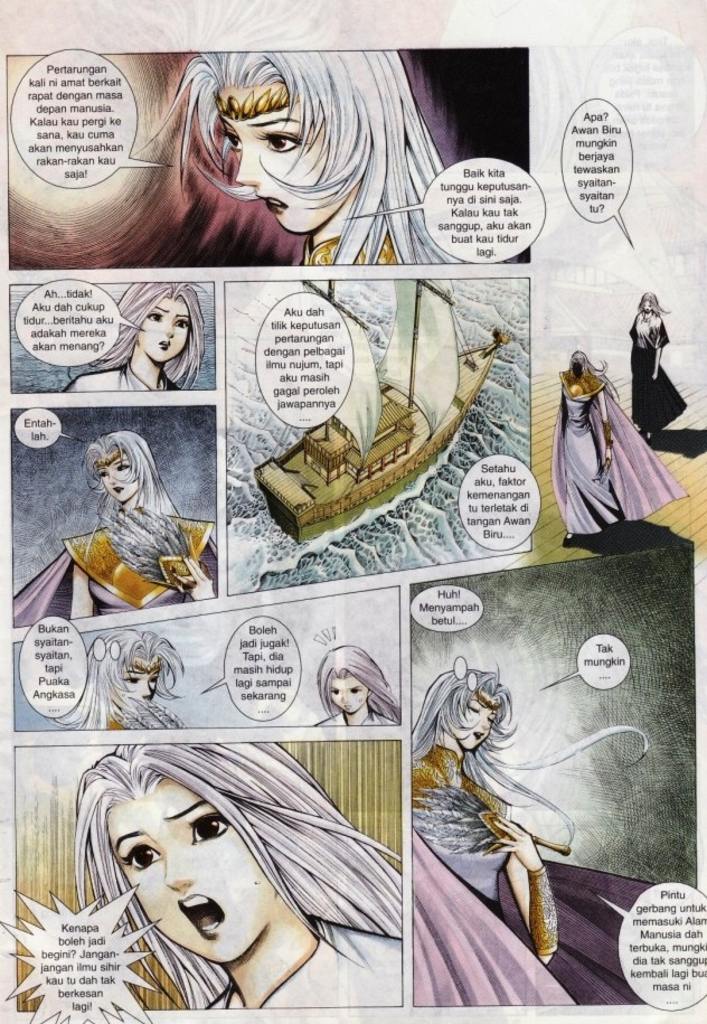 Pertarungan
kali ni amat berkait
rapat dengan masa
depan manusia.
Kalau kau pergi ke
sana, kau cuma
akan menyusahkan
rakan-rakan kau
saja!
Baik kita
tunggu keputusan-
nya di sini saja.
Kalau kau tak
sanggup, aku akan
buat kau tidur
lagi.
Apa?
Awan Biru
mungkin
berjaya
tewaskan
syaitan-
syaitan
tu?
Ah...tidak!
Aku dah cukup
tidur...beritahu aku
adakah mereka
akan menang?
Entah-
lah.
Aku dah
tilik keputusan
pertarungan
dengan pelbagai
ilmu nujum, tapi
aku masih
gagal peroleh
jawapannya
....
Setahu
aku, faktor
kemenangan
tu terletak di
tangan Awan
Biru....
Bukan
syaitan-
syaitan,
tapi
Puaka
Angkasa
....
Boleh
jadi jugak!
Tapi, dia
masih hidup
lagi sampai
sekarang
....
Huh!
Menyampah
betul....
Tak
mungkin
....
Kenapa
boleh jadi
begini? Jangan-
jangan ilmu sihir
kau tu dah tak
berkesan
lagi!
Pintu
gerbang untuk
memasuki Alam
Manusia dah
terbuka,
dia tak sanggup
kembali lagi
masa ni
....